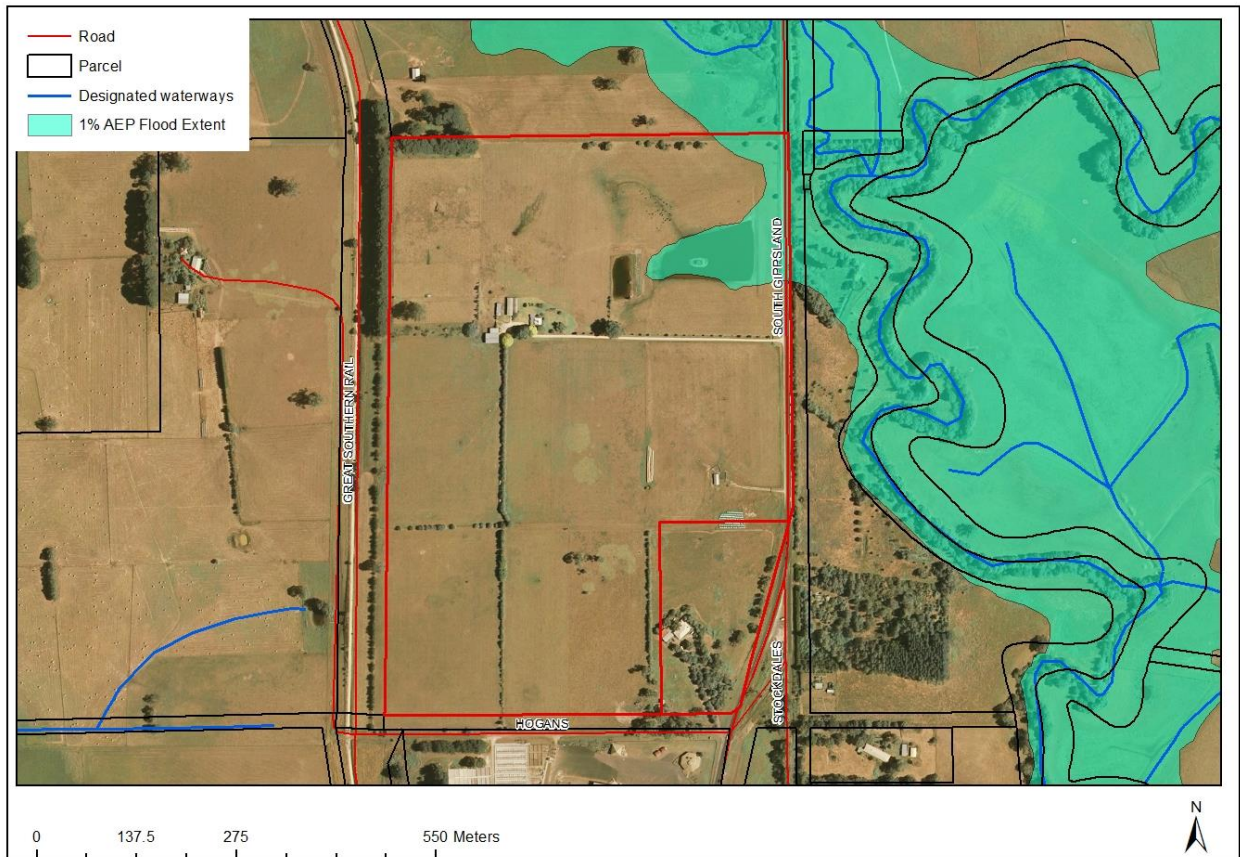 Road
Parcel
Designated waterways
1% AEP Flood Extent
GREAT SOUTHERN RAIL
SOUTH GIPPSLAND
STOCKDALES
HOGANS
0 137.5 275 550 Meters
N